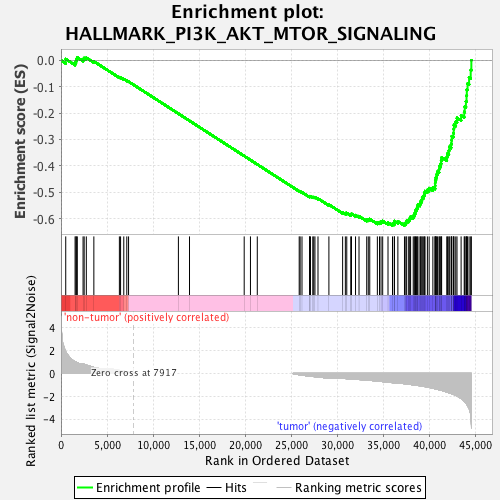 Enrichment plot:
HALLMARK_PI3K_AKT_MTOR_SIGNALING
Enrichment score (ES)
0.0
-0.1
-0.2
-0.3
-0.4
-0.5
-0.6
'non-tumor' (positively correlated)
Ranked list metric (Signal2Noise)
4
2
0
-2
-4
Zero cross at 7917
'tumor' (negatively correlated)
0
5,000
10,000
15,000
20,000
25,000
30,000
35,000
40,000
45,000
Rank in Ordered Dataset
Enrichment profile
Hits
Ranking metric scores